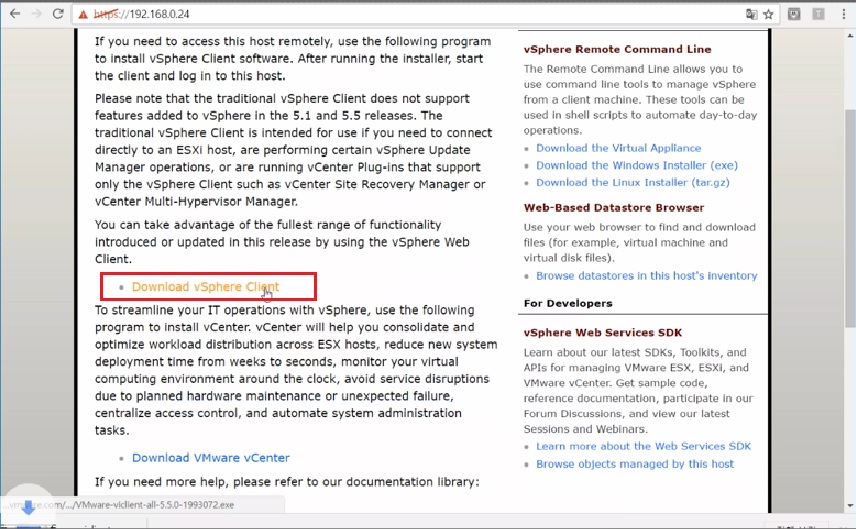 https://192.168.0.24
If you need to access this host remotely, use the following program
to install vSphere Client software. After running the installer, start
the client and log in to this host.
Please note that the traditional vSphere Client does not support
features added to vSphere in the 5.1 and 5.5 releases. The
traditional vSphere Client is intended for use if you need to connect
directly to an ESXi host, are performing certain vSphere Update
Manager operations, or are running vCenter Plug-ins that support
only the vSphere Client such as vCenter Site Recovery Manager or
vCenter Multi-Hypervisor Manager.
You can take advantage of the fullest range of functionality
introduced or updated in this release by using the vSphere Web
Client.
Download vSphere Client
To streamline your IT operations with vSphere, use the following
program to install vCenter. vCenter will help you consolidate and
optimize workload distribution across ESX hosts, reduce new system
deployment time from weeks to seconds, monitor your virtual
computing environment around the clock, avoid service disruptions
due to planned hardware maintenance or unexpected failure,
centralize access control, and automate system administration
tasks.
Download VMware vCenter
If you need more help, please refer to our documentation library:
vSphere Remote Command Line
The Remote Command Line allows you to
use command line tools to manage vSphere
from a client machine. These tools can be
used in shell scripts to automate day-to-day
operations.
Download the Virtual Appliance
Download the Windows Installer (exe)
Download the Linux Installer (tar.gz)
Web-Based Datastore Browser
Use your web browser to find and download
files (for example, virtual machine and
virtual disk files).
Browse datastores in this host's inventory
For Developers
vSphere Web Services SDK
Learn about our latest SDKs, Toolkits, and
APIs for managing VMware ESX, ESXi, and
VMware vCenter. Get sample code,
reference documentation, participate in our
Forum Discussions, and view our latest
Sessions and Webinars.
Learn more about the Web Services SDK
Browse objects managed by this host
/VMware-viclient-all-5.5.0-1993072.exe